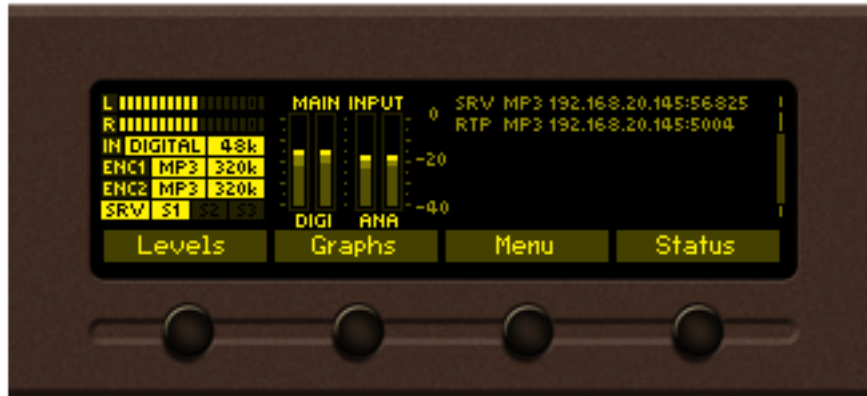 L
R
IN DIGITAL 48k
ENC1 MP3 320k
ENC2 MP3 320k
SRV S1 S2 S3
MAIN INPUT
0
-20
-40
DIGI ANA
SRV MP3 192.168.20.145:56825
RTP MP3 192.168.20.145:5004
Levels Graphs Menu Status